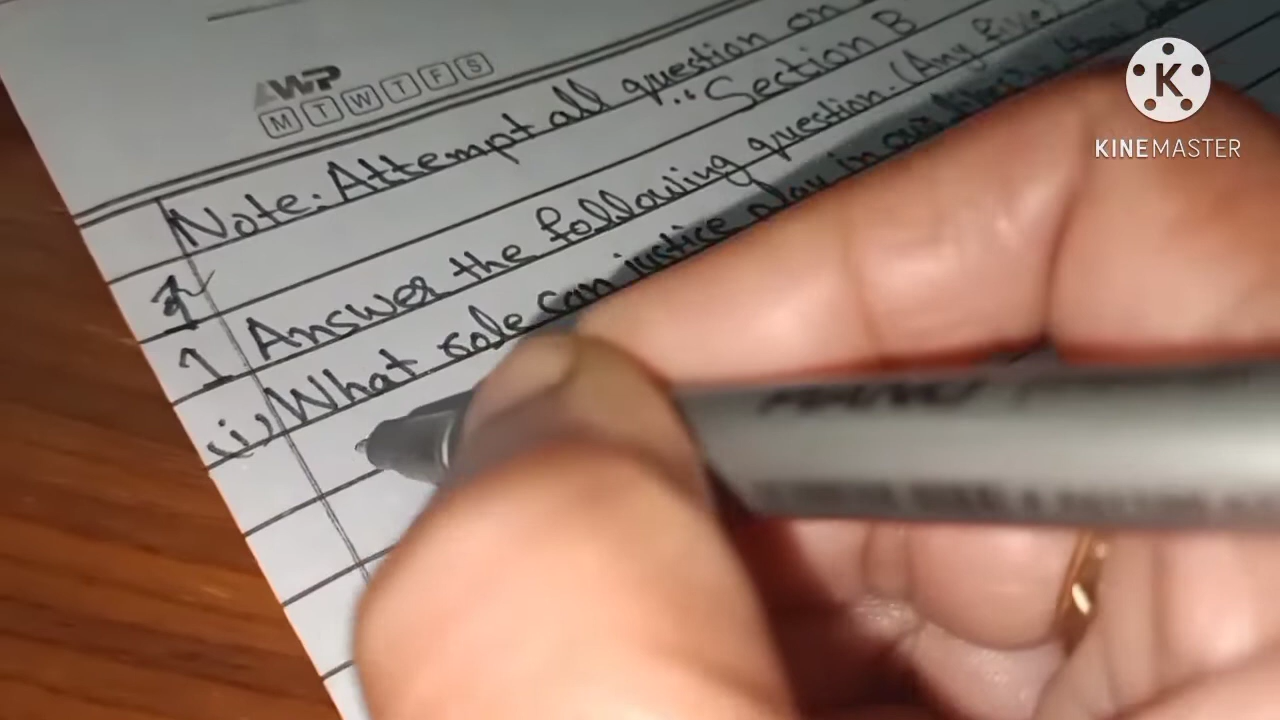 AWP
M T W T F S
Note:- Attempt all question on
"Section B
1 Answer the following question. (Any five)
(i) What role can justice play in our
K
KINEMASTER